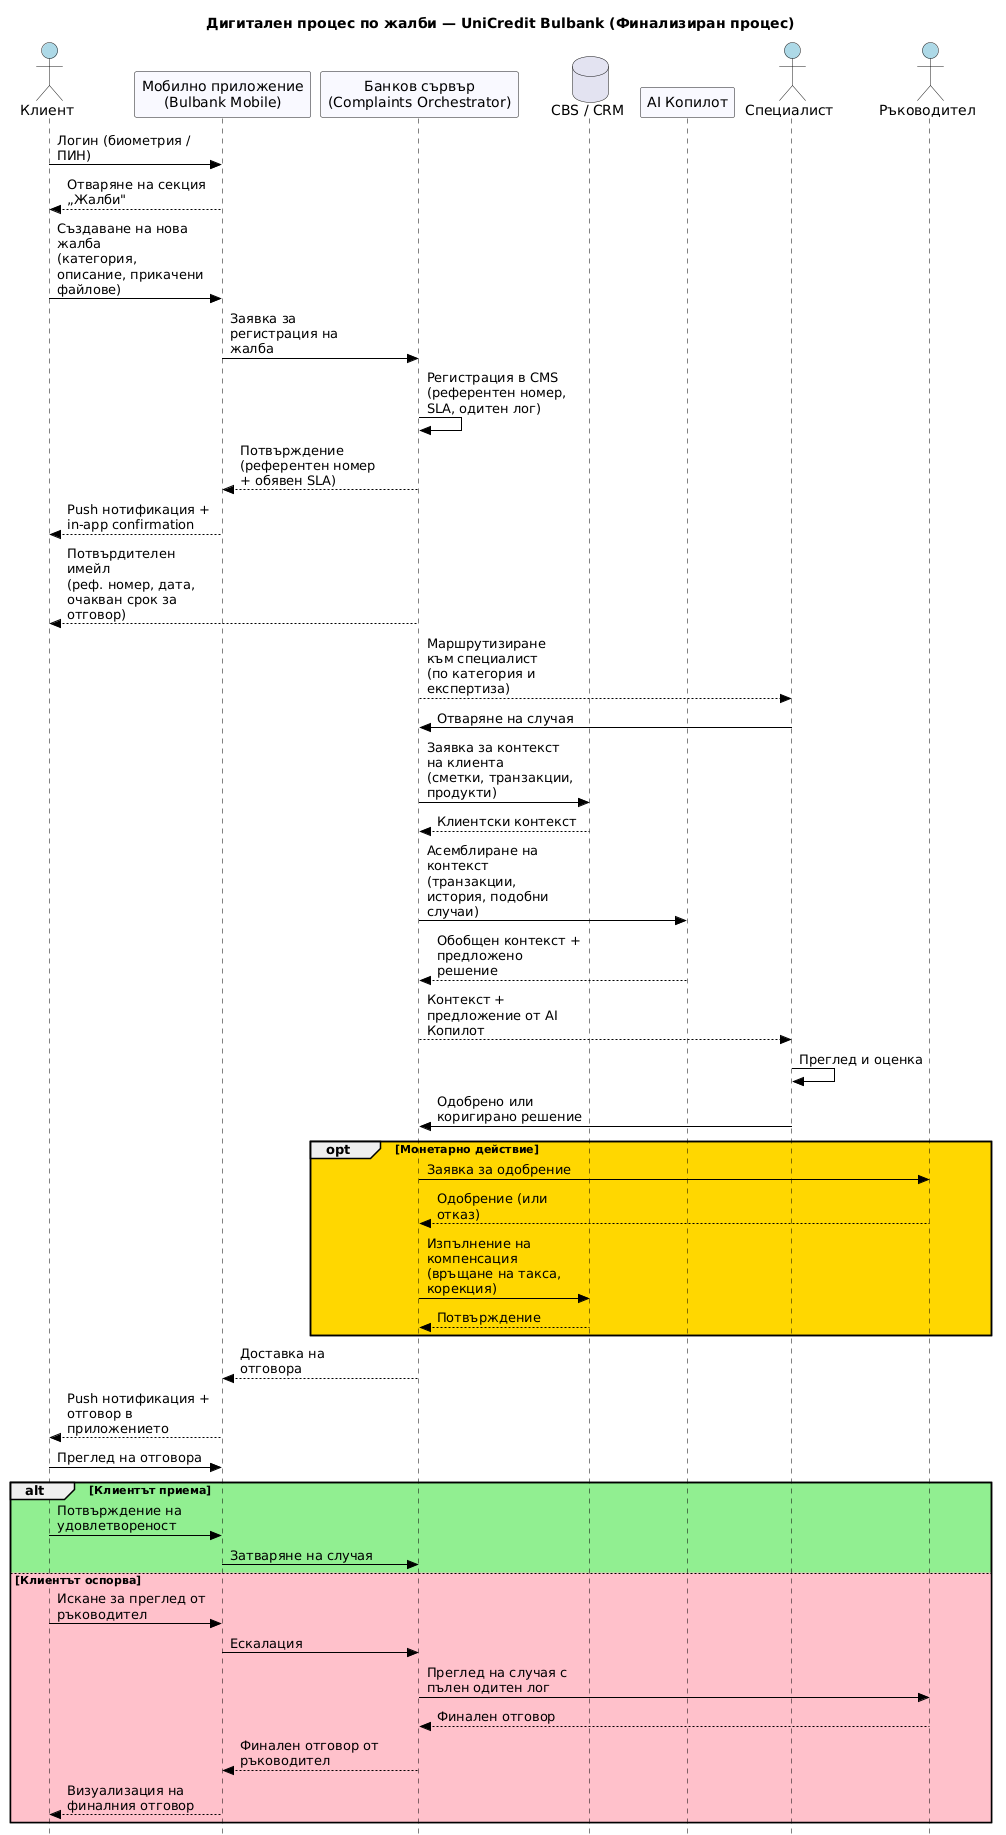 Дигитален процес по жалби — UniCredit Bulbank (Финализиран процес)
Клиент
Мобилно приложение
(Bulbank Mobile)
Банков сървър
(Complaints Orchestrator)
CBS / CRM
AI Копилот
Специалист
Ръководител
Логин (биометрия /
ПИН)
Отваряне на секция
„Жалби"
Създаване на нова
жалба
(категория,
описание, прикачени
файлове)
Заявка за
регистрация на
жалба
Регистрация в CMS
(референтен номер,
SLA, одитен лог)
Потвърждение
(референтен номер
+ обявен SLA)
Push нотификация +
in-app confirmation
Потвърдителен
имейл
(реф. номер, дата,
очакван срок за
отговор)
Маршрутизиране
към специалист
(по категория и
експертиза)
Отваряне на случая
Заявка за контекст
на клиента
(сметки, транзакции,
продукти)
Клиентски контекст
Асемблиране на
контекст
(транзакции,
история, подобни
случаи)
Обобщен контекст +
предложено
решение
Контекст +
предложение от AI
Копилот
Преглед и оценка
Одобрено или
коригирано решение
opt
[Монетарно действие]
Заявка за одобрение
Одобрение (или
отказ)
Изпълнение на
компенсация
(връщане на такса,
корекция)
Потвърждение
Доставка на
отговора
Push нотификация +
отговор в
приложението
Преглед на отговора
alt
[Клиентът приема]
Потвърждение на
удовлетвореност
Затваряне на случая
[Клиентът оспорва]
Искане за преглед от
ръководител
Ескалация
Преглед на случая с
пълен одитен лог
Финален отговор
Финален отговор от
ръководител
Визуализация на
финалния отговор